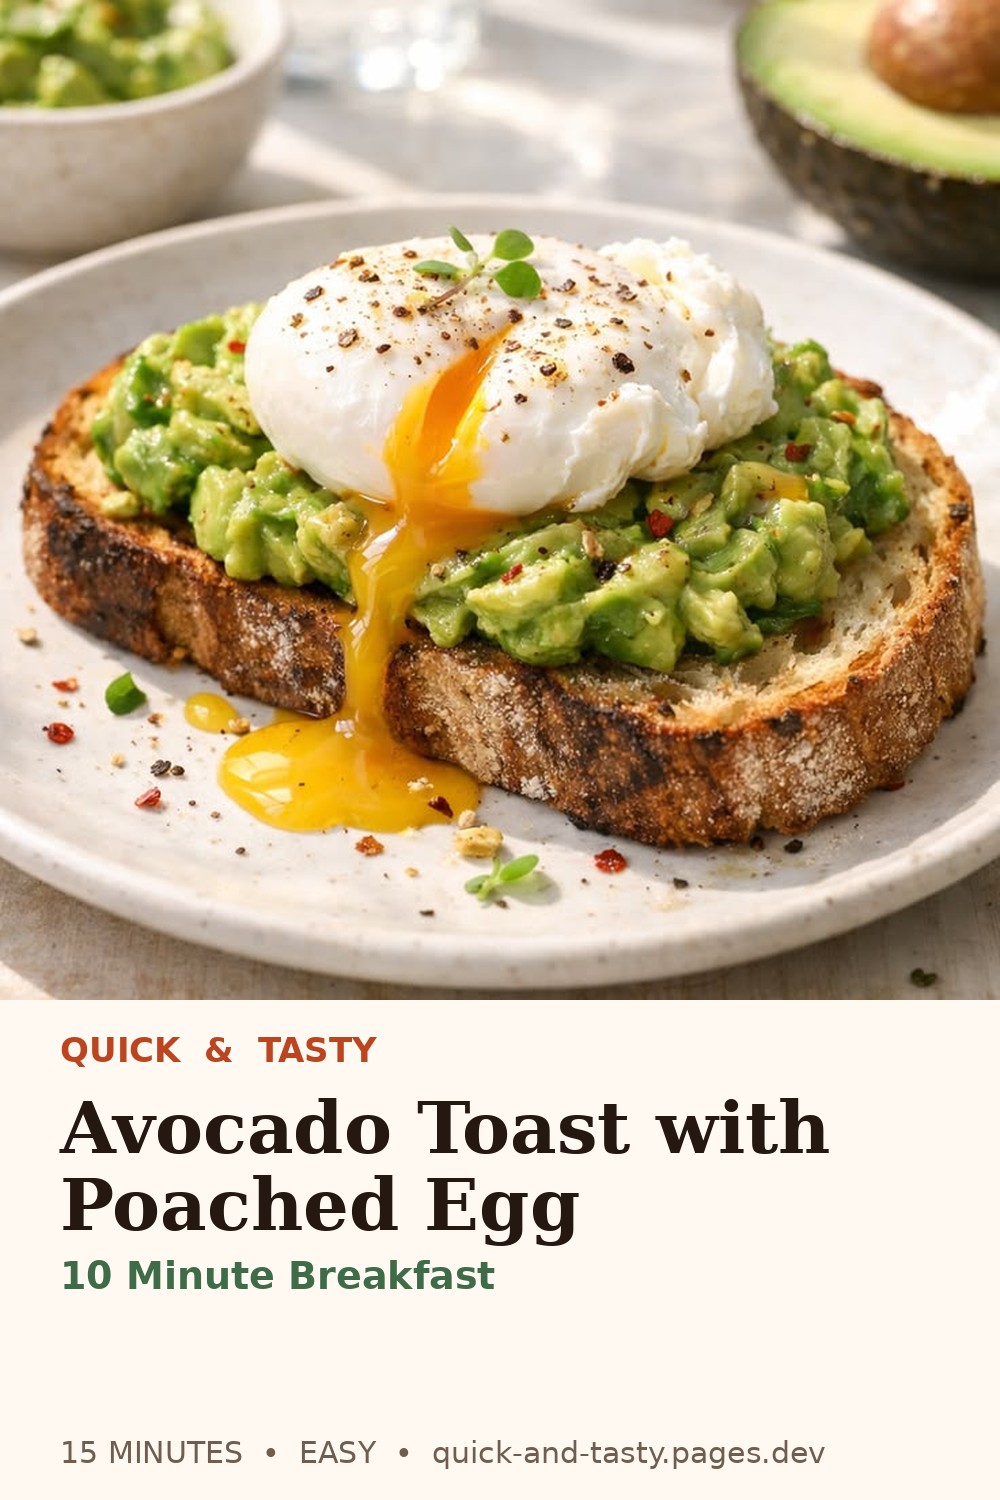 QUICK & TASTY
Avocado Toast with
Poached Egg
10 Minute Breakfast
15 MINUTES • EASY • quick-and-tasty.pages.dev